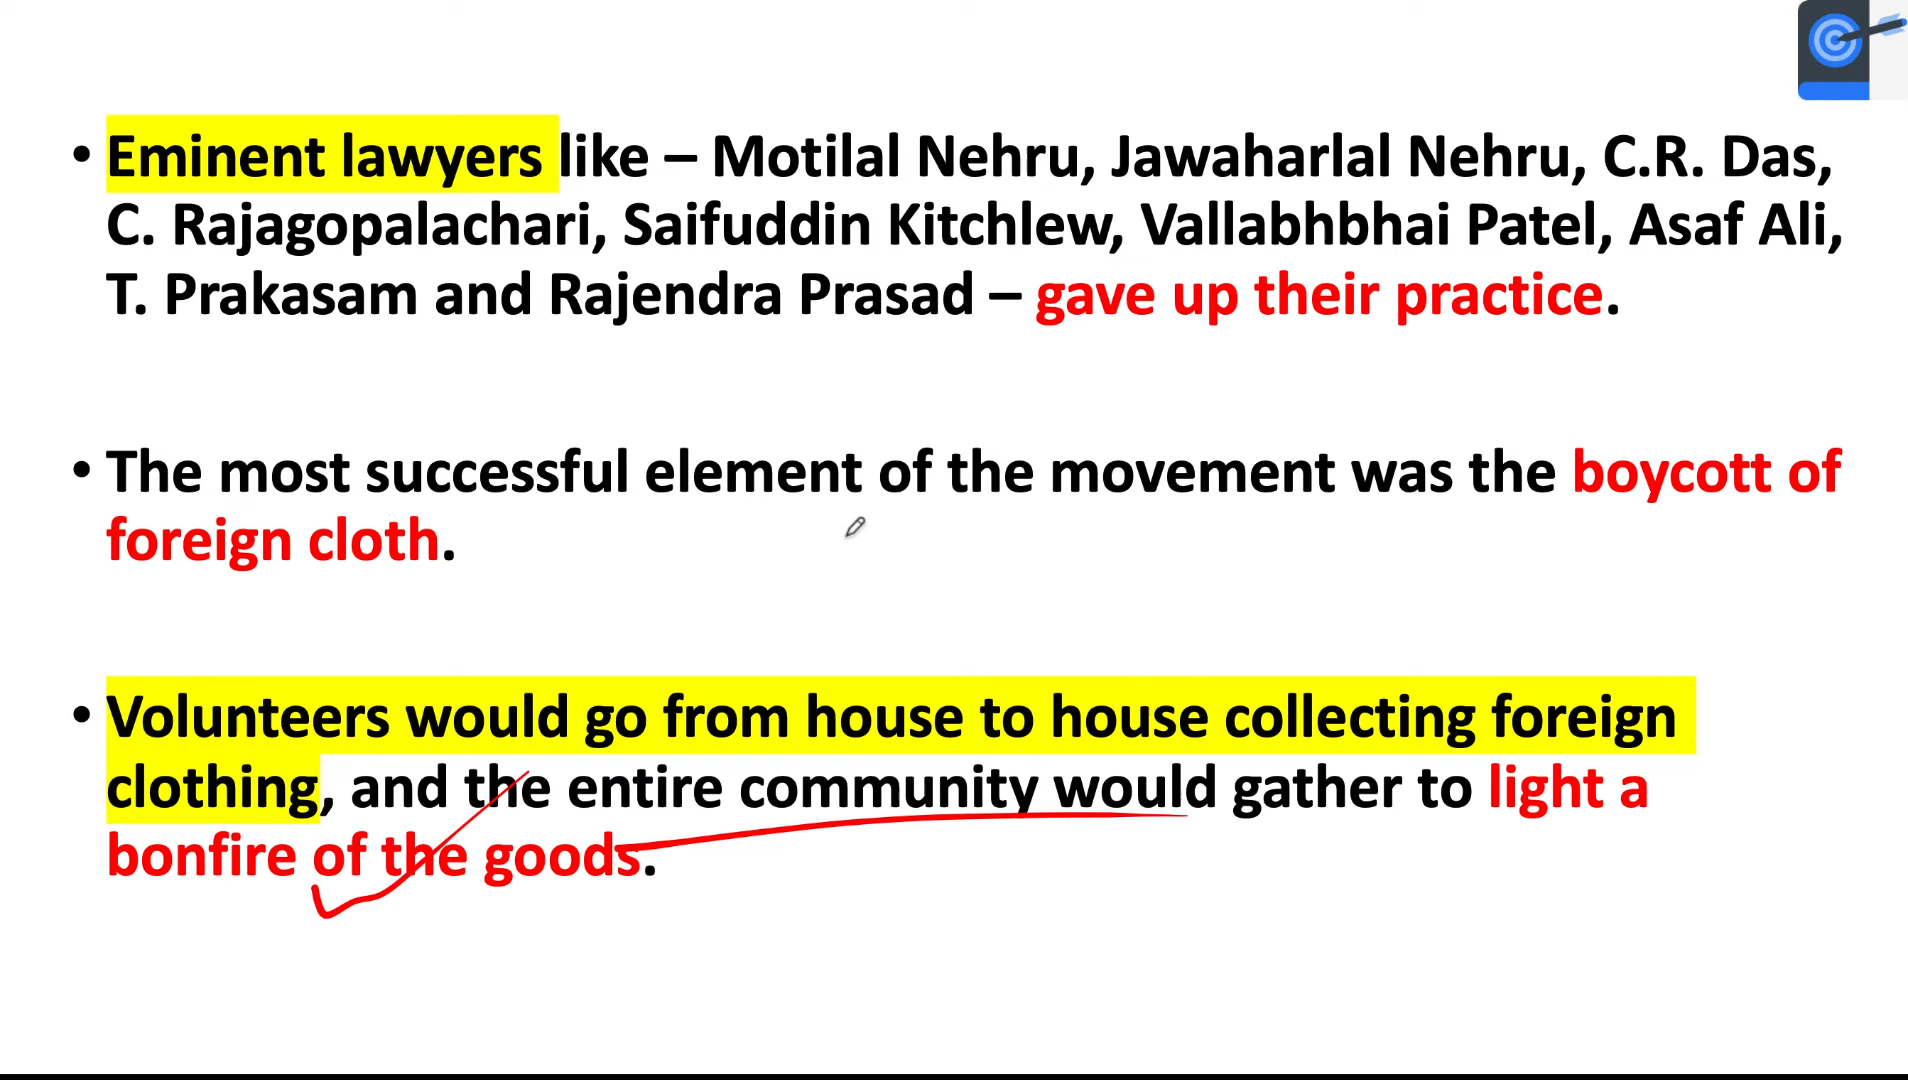 • Eminent lawyers like – Motilal Nehru, Jawaharlal Nehru, C.R. Das,
C. Rajagopalachari, Saifuddin Kitchlew, Vallabhbhai Patel, Asaf Ali,
T. Prakasam and Rajendra Prasad – gave up their practice.
• The most successful element of the movement was the boycott of
foreign cloth.
• Volunteers would go from house to house collecting foreign
clothing, and the entire community would gather to light a
bonfire of the goods.